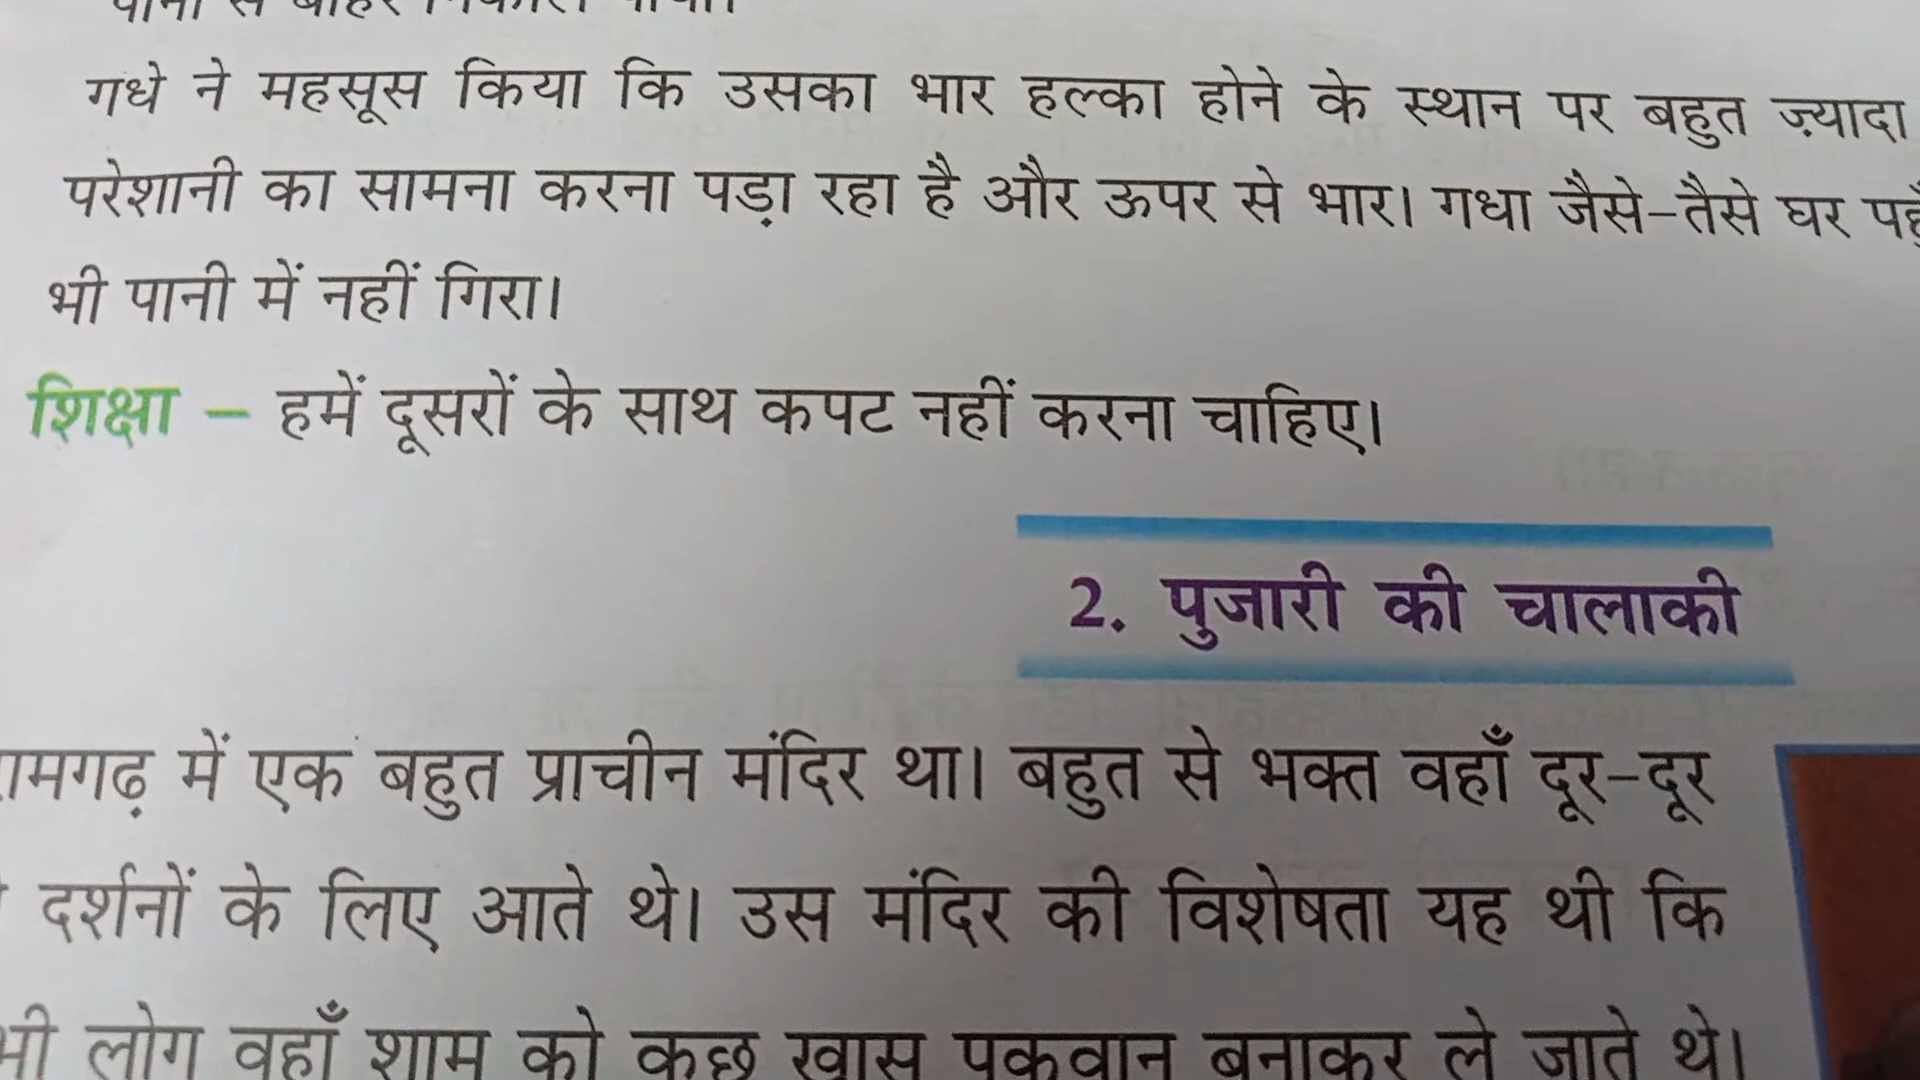 गधे ने महसूस किया कि उसका भार हल्का होने के स्थान पर बहुत ज़्यादा
परेशानी का सामना करना पड़ा रहा है और ऊपर से भार। गधा जैसे-तैसे घर
भी पानी में नहीं गिरा।
शिक्षा – हमें दूसरों के साथ कपट नहीं करना चाहिए।
2. पुजारी की चालाकी
में एक बहुत प्राचीन मंदिर था। बहुत से भक्त वहाँ दूर-दूर
दर्शनों के लिए आते थे। उस मंदिर की विशेषता यह थी कि
लोग वहाँ शाम को कुछ खास पकवान बनाकर ले जाते थे।